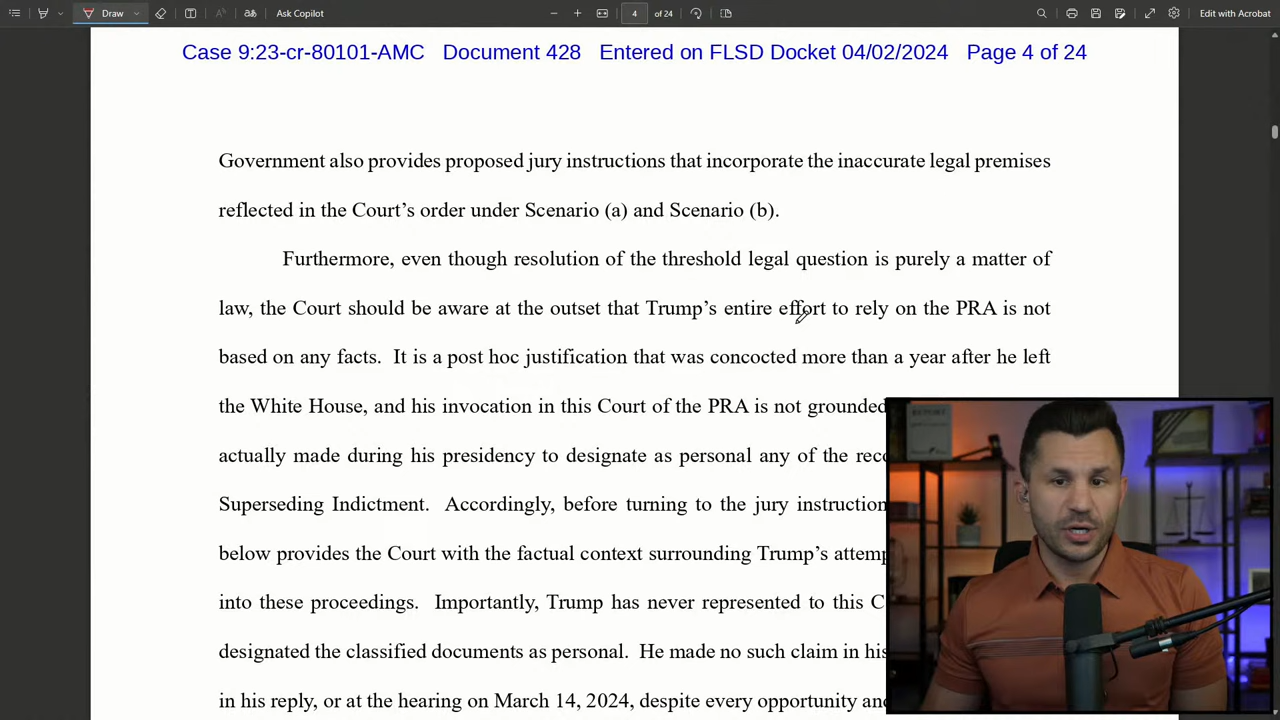 Draw
Ask Copilot
4 of 24
Edit with Acrobat
Case 9:23-cr-80101-AMC Document 428 Entered on FLSD Docket 04/02/2024 Page 4 of 24
Government also provides proposed jury instructions that incorporate the inaccurate legal premises
reflected in the Court’s order under Scenario (a) and Scenario (b).
Furthermore, even though resolution of the threshold legal question is purely a matter of
law, the Court should be aware at the outset that Trump’s entire effort to rely on the PRA is not
based on any facts. It is a post hoc justification that was concocted more than a year after he left
the White House, and his invocation in this Court of the PRA is not grounded
actually made during his presidency to designate as personal any of the
Superseding Indictment. Accordingly, before turning to the jury
below provides the Court with the factual context surrounding Trump’s
into these proceedings. Importantly, Trump has never represented to this
designated the classified documents as personal. He made no such claim in his
in his reply, or at the hearing on March 14, 2024, despite every opportunity